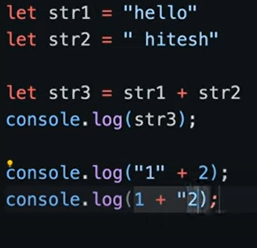 let str1 = "hello"
let str2 = " hitesh"
let str3 = str1 + str2
console.log(str3);
console.log("1" + 2);
console.log(1 + "2);